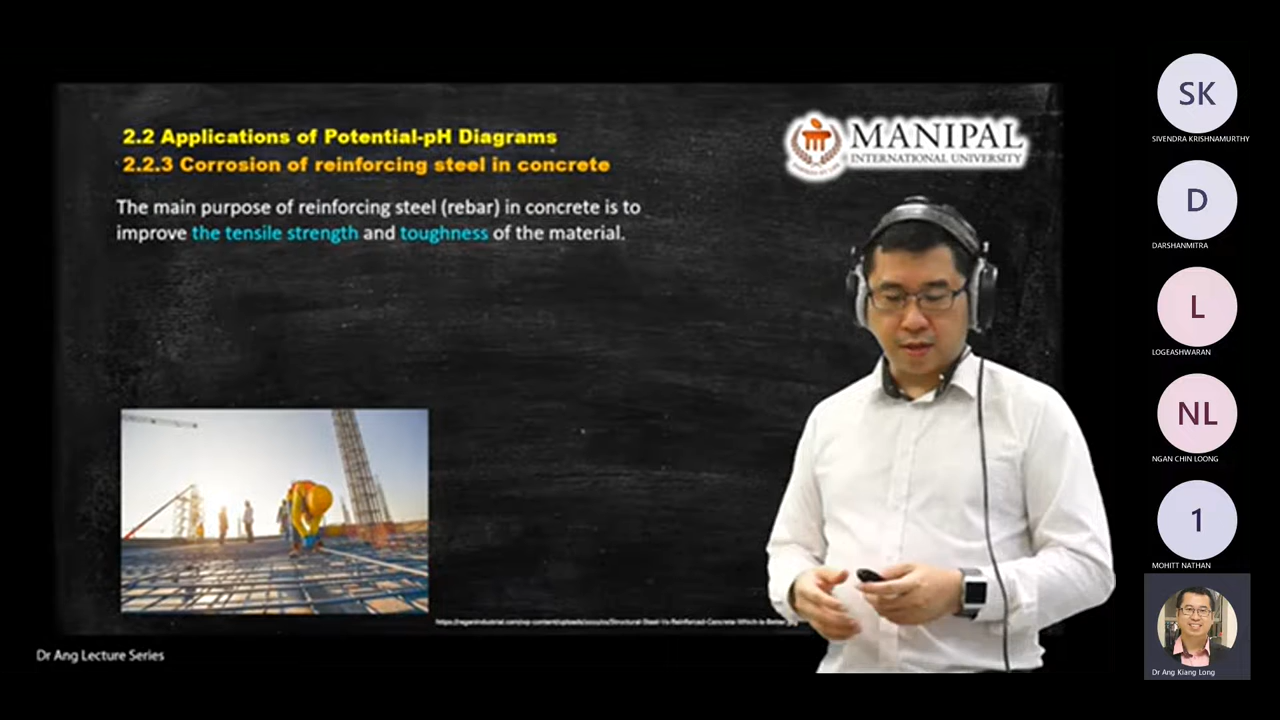 2.2 Applications of Potential-pH Diagrams
2.2.3 Corrosion of reinforcing steel in concrete
MANIPAL
INTERNATIONAL UNIVERSITY
The main purpose of reinforcing steel (rebar) in concrete is to
improve the tensile strength and toughness of the material.
Dr Ang Lecture Series
SK
SIVENDRA KRISHNAMURTHY
D
DARSHANMITRA
L
LOGEASHWARAN
NL
NGAN CHIN LOONG
1
MOHITT NATHAN
Dr Ang Kiang Long